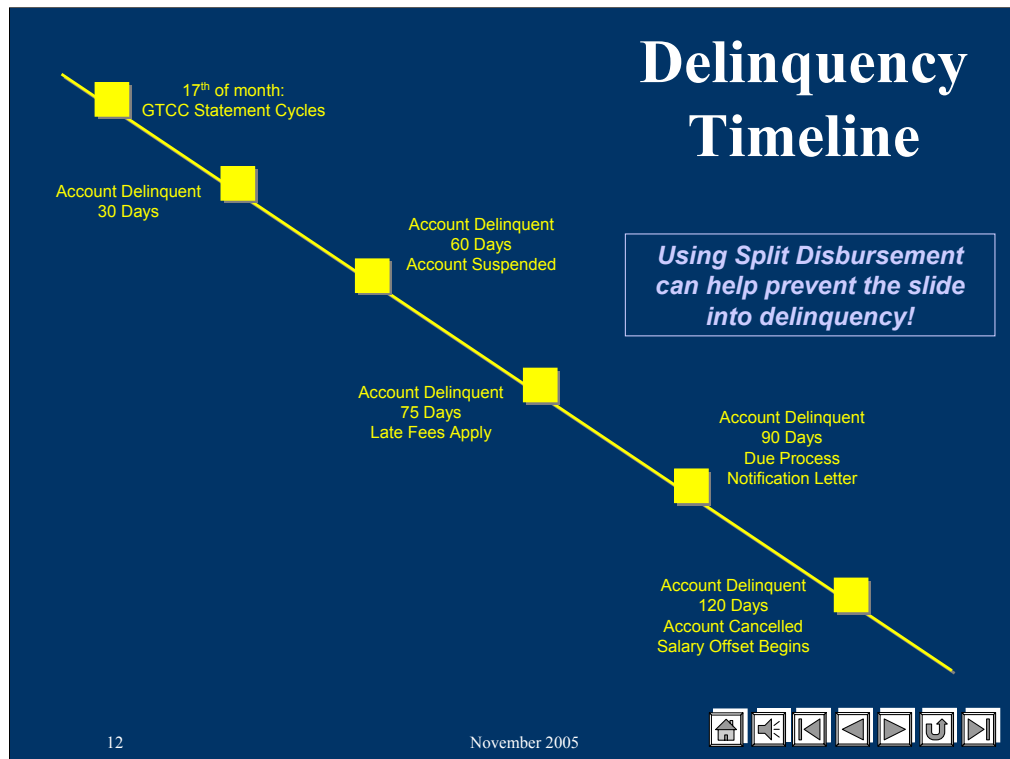 Delinquency
Timeline
17th of month:
GTCC Statement Cycles
Account Delinquent
30 Days
Account Delinquent
60 Days
Account Suspended
Using Split Disbursement
can help prevent the slide
into delinquency!
Account Delinquent
75 Days
Late Fees Apply
Account Delinquent
90 Days
Due Process
Notification Letter
Account Delinquent
120 Days
Account Cancelled
Salary Offset Begins
12
November 2005